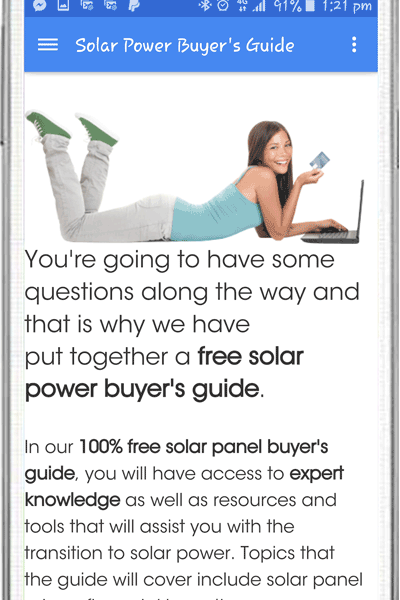 91% 1:21 pm
Solar Power Buyer's Guide
You're going to have some
questions along the way and
that is why we have
put together a free solar
power buyer's guide.
In our 100% free solar panel buyer's
guide, you will have access to expert
knowledge as well as resources and
tools that will assist you with the
transition to solar power. Topics that
the guide will cover include solar panel